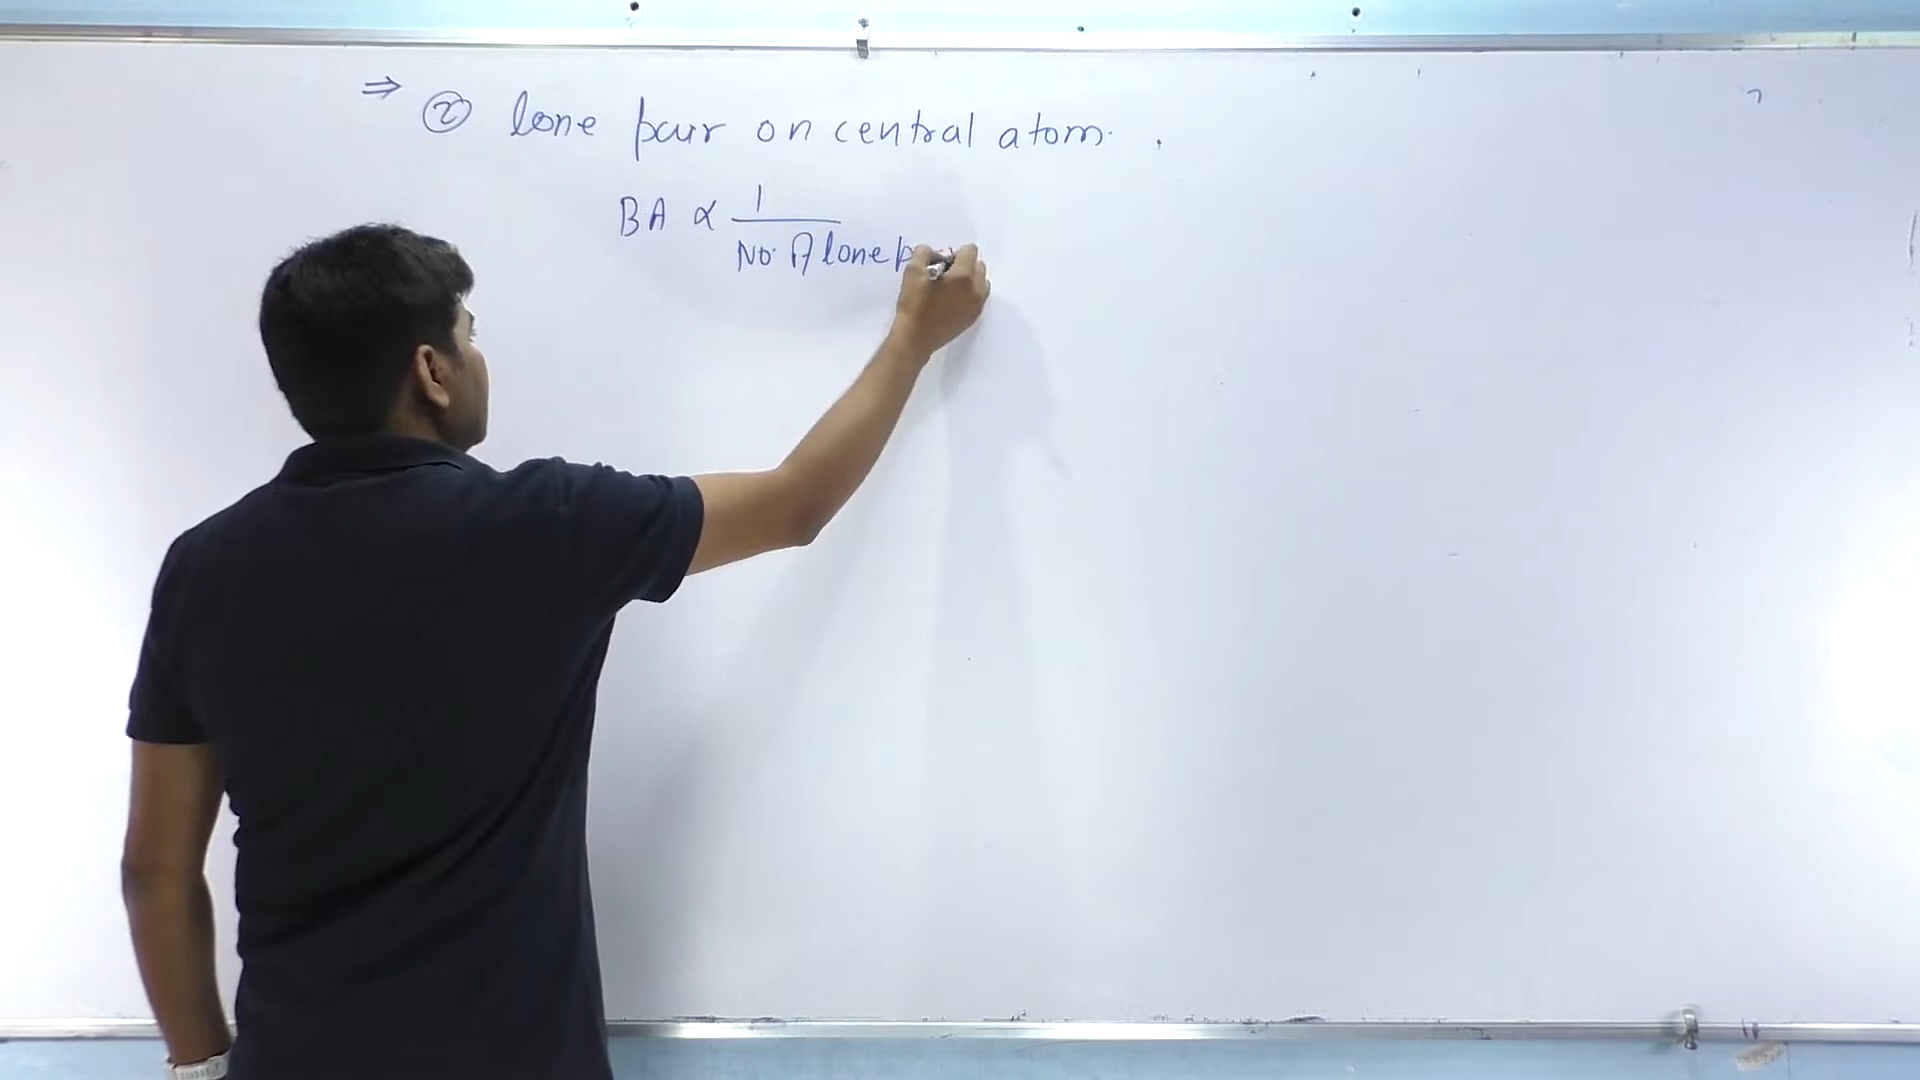 ⇒ ② lone pair on central atom.
BA ∝ 1
No. of lone